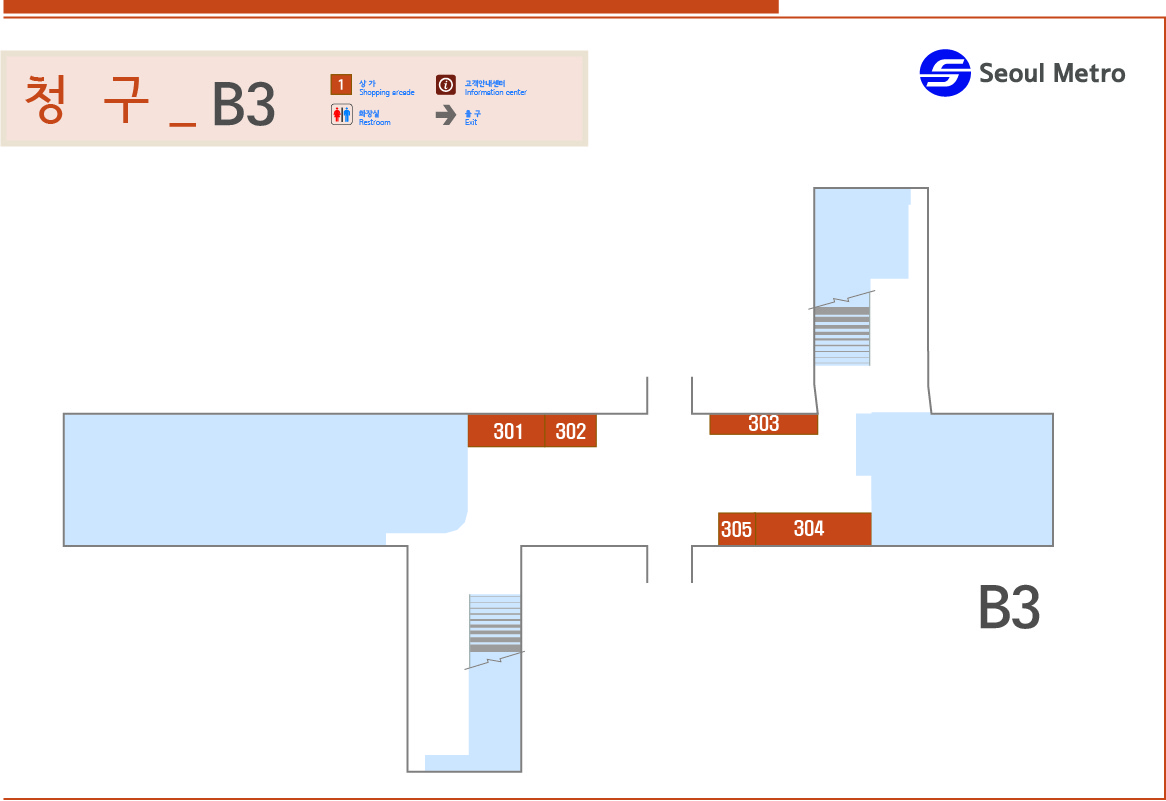 청 구 _ B3
1
상 가
Shopping arcade
고객안내센터
Information center
화장실
Restroom
출 구
Exit
Seoul Metro
301
302
303
305
304
B3